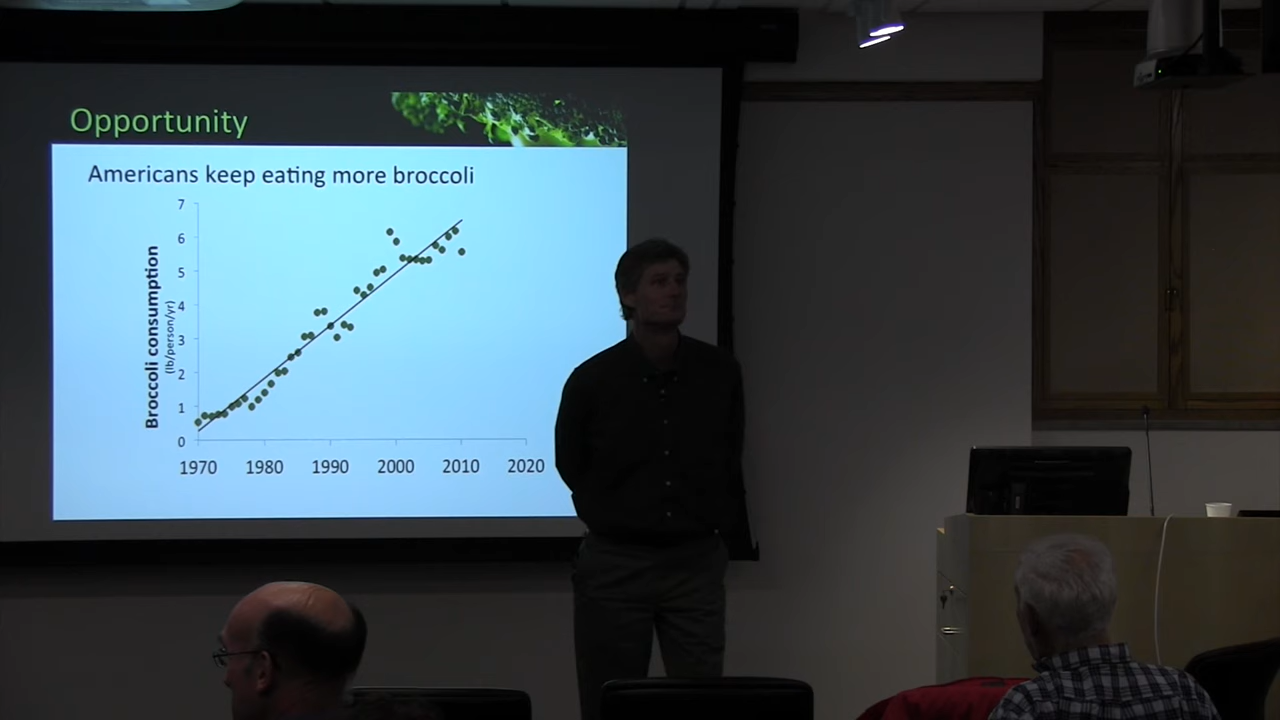 Opportunity
Americans keep eating more broccoli
Broccoli consumption
(lb/person/yr)
7
6
5
4
3
2
1
0
1970 1980 1990 2000 2010 2020